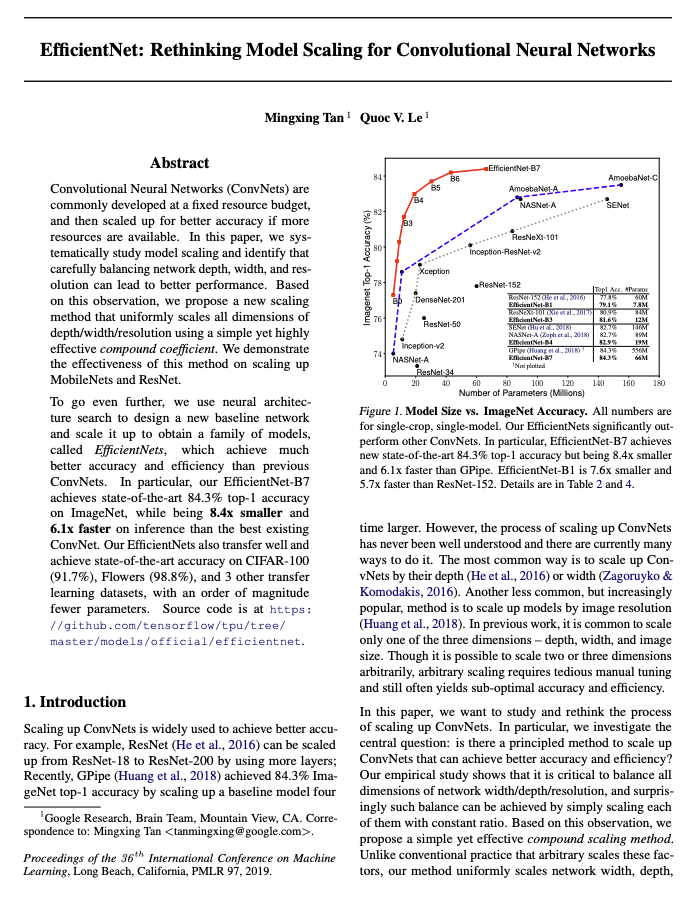 EfficientNet: Rethinking Model Scaling for Convolutional Neural Networks
Mingxing Tan 1 Quoc V. Le 1
Abstract
Convolutional Neural Networks (ConvNets) are
commonly developed at a fixed resource budget,
and then scaled up for better accuracy if more
resources are available. In this paper, we sys-
tematically study model scaling and identify that
carefully balancing network depth, width, and res-
olution can lead to better performance. Based
on this observation, we propose a new scaling
method that uniformly scales all dimensions of
depth/width/resolution using a simple yet highly
effective compound coefficient. We demonstrate
the effectiveness of this method on scaling up
MobileNets and ResNet.
To go even further, we use neural architec-
ture search to design a new baseline network
and scale it up to obtain a family of models,
called EfficientNets, which achieve much
better accuracy and efficiency than previous
ConvNets. In particular, our EfficientNet-B7
achieves state-of-the-art 84.3% top-1 accuracy
on ImageNet, while being 8.4x smaller and
6.1x faster on inference than the best existing
ConvNet. Our EfficientNets also transfer well and
achieve state-of-the-art accuracy on CIFAR-100
(91.7%), Flowers (98.8%), and 3 other transfer
learning datasets, with an order of magnitude
fewer parameters. Source code is at https:
//github.com/tensorflow/tpu/tree/
master/models/official/efficientnet.
1. Introduction
Scaling up ConvNets is widely used to achieve better accu-
racy. For example, ResNet (He et al., 2016) can be scaled
up from ResNet-18 to ResNet-200 by using more layers;
Recently, GPipe (Huang et al., 2018) achieved 84.3% Ima-
geNet top-1 accuracy by scaling up a baseline model four
1Google Research, Brain Team, Mountain View, CA. Corre-
spondence to: Mingxing Tan <tanmingxing@google.com>.
Proceedings of the 36th International Conference on Machine
Learning, Long Beach, California, PMLR 97, 2019.
84
82
80
78
76
74
Imagenet Top-1 Accuracy (%)
EfficientNet-B7
B6
B5
B4
B3
B0
AmoebaNet-A
AmoebaNet-C
NASNet-A
SENet
ResNeXt-101
Inception-ResNet-v2
Xception
ResNet-152
DenseNet-201
ResNet-50
Inception-v2
NASNet-A
ResNet-34
Top1 Acc. #Params
ResNet-152 (He et al., 2016) 77.8% 60M
EfficientNet-B1 79.1% 7.8M
ResNeXt-101 (Xie et al., 2017) 80.9% 84M
EfficientNet-B3 81.6% 12M
SENet (Hu et al., 2018) 82.7% 146M
NASNet-A (Zoph et al., 2018) 82.7% 89M
EfficientNet-B4 82.9% 19M
GPipe (Huang et al., 2018) † 84.3% 556M
EfficientNet-B7 84.3% 66M
†Not plotted
0 20 40 60 80 100 120 140 160 180
Number of Parameters (Millions)
Figure 1. Model Size vs. ImageNet Accuracy. All numbers are
for single-crop, single-model. Our EfficientNets significantly out-
perform other ConvNets. In particular, EfficientNet-B7 achieves
new state-of-the-art 84.3% top-1 accuracy but being 8.4x smaller
and 6.1x faster than GPipe. EfficientNet-B1 is 7.6x smaller and
5.7x faster than ResNet-152. Details are in Table 2 and 4.
time larger. However, the process of scaling up ConvNets
has never been well understood and there are currently many
ways to do it. The most common way is to scale up Con-
vNets by their depth (He et al., 2016) or width (Zagoruyko &
Komodakis, 2016). Another less common, but increasingly
popular, method is to scale up models by image resolution
(Huang et al., 2018). In previous work, it is common to scale
only one of the three dimensions – depth, width, and image
size. Though it is possible to scale two or three dimensions
arbitrarily, arbitrary scaling requires tedious manual tuning
and still often yields sub-optimal accuracy and efficiency.
In this paper, we want to study and rethink the process
of scaling up ConvNets. In particular, we investigate the
central question: is there a principled method to scale up
ConvNets that can achieve better accuracy and efficiency?
Our empirical study shows that it is critical to balance all
dimensions of network width/depth/resolution, and surpris-
ingly such balance can be achieved by simply scaling each
of them with constant ratio. Based on this observation, we
propose a simple yet effective compound scaling method.
Unlike conventional practice that arbitrary scales these fac-
tors, our method uniformly scales network width, depth,